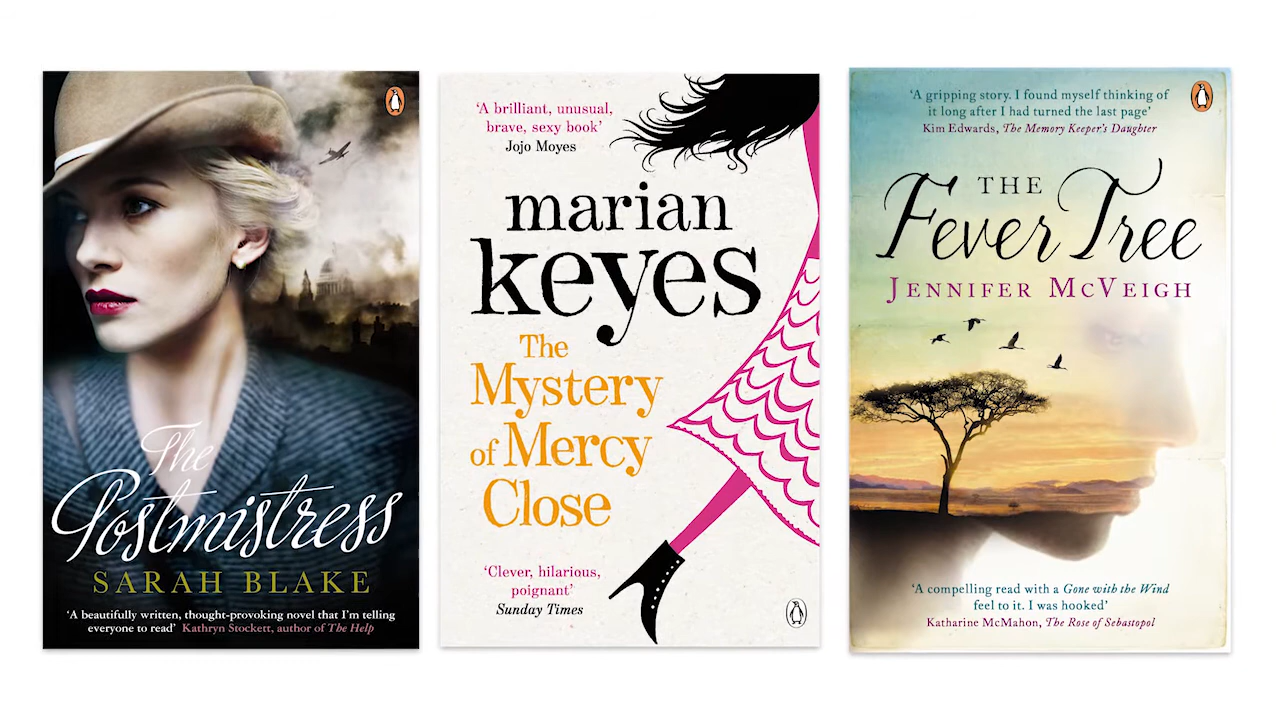 The
Postmistress
SARAH BLAKE
‘A beautifully written, thought-provoking novel that I’m telling
everyone to read’ Kathryn Stockett, author of The Help
‘A brilliant, unusual,
brave, sexy book’
Jojo Moyes
marian
keyes
The
Mystery
of Mercy
Close
‘Clever, hilarious,
poignant’
Sunday Times
‘A gripping story. I found myself thinking of
it long after I had turned the last page’
Kim Edwards, The Memory Keeper’s Daughter
THE
Fever Tree
JENNIFER McVEIGH
‘A compelling read with a Gone with the Wind
feel to it. I was hooked’
Katharine McMahon, The Rose of Sebastopol